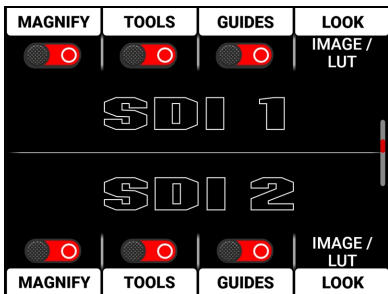 MAGNIFY TOOLS GUIDES LOOK
IMAGE /
LUT
SDI 1
SDI 2
IMAGE /
LUT
MAGNIFY TOOLS GUIDES LOOK